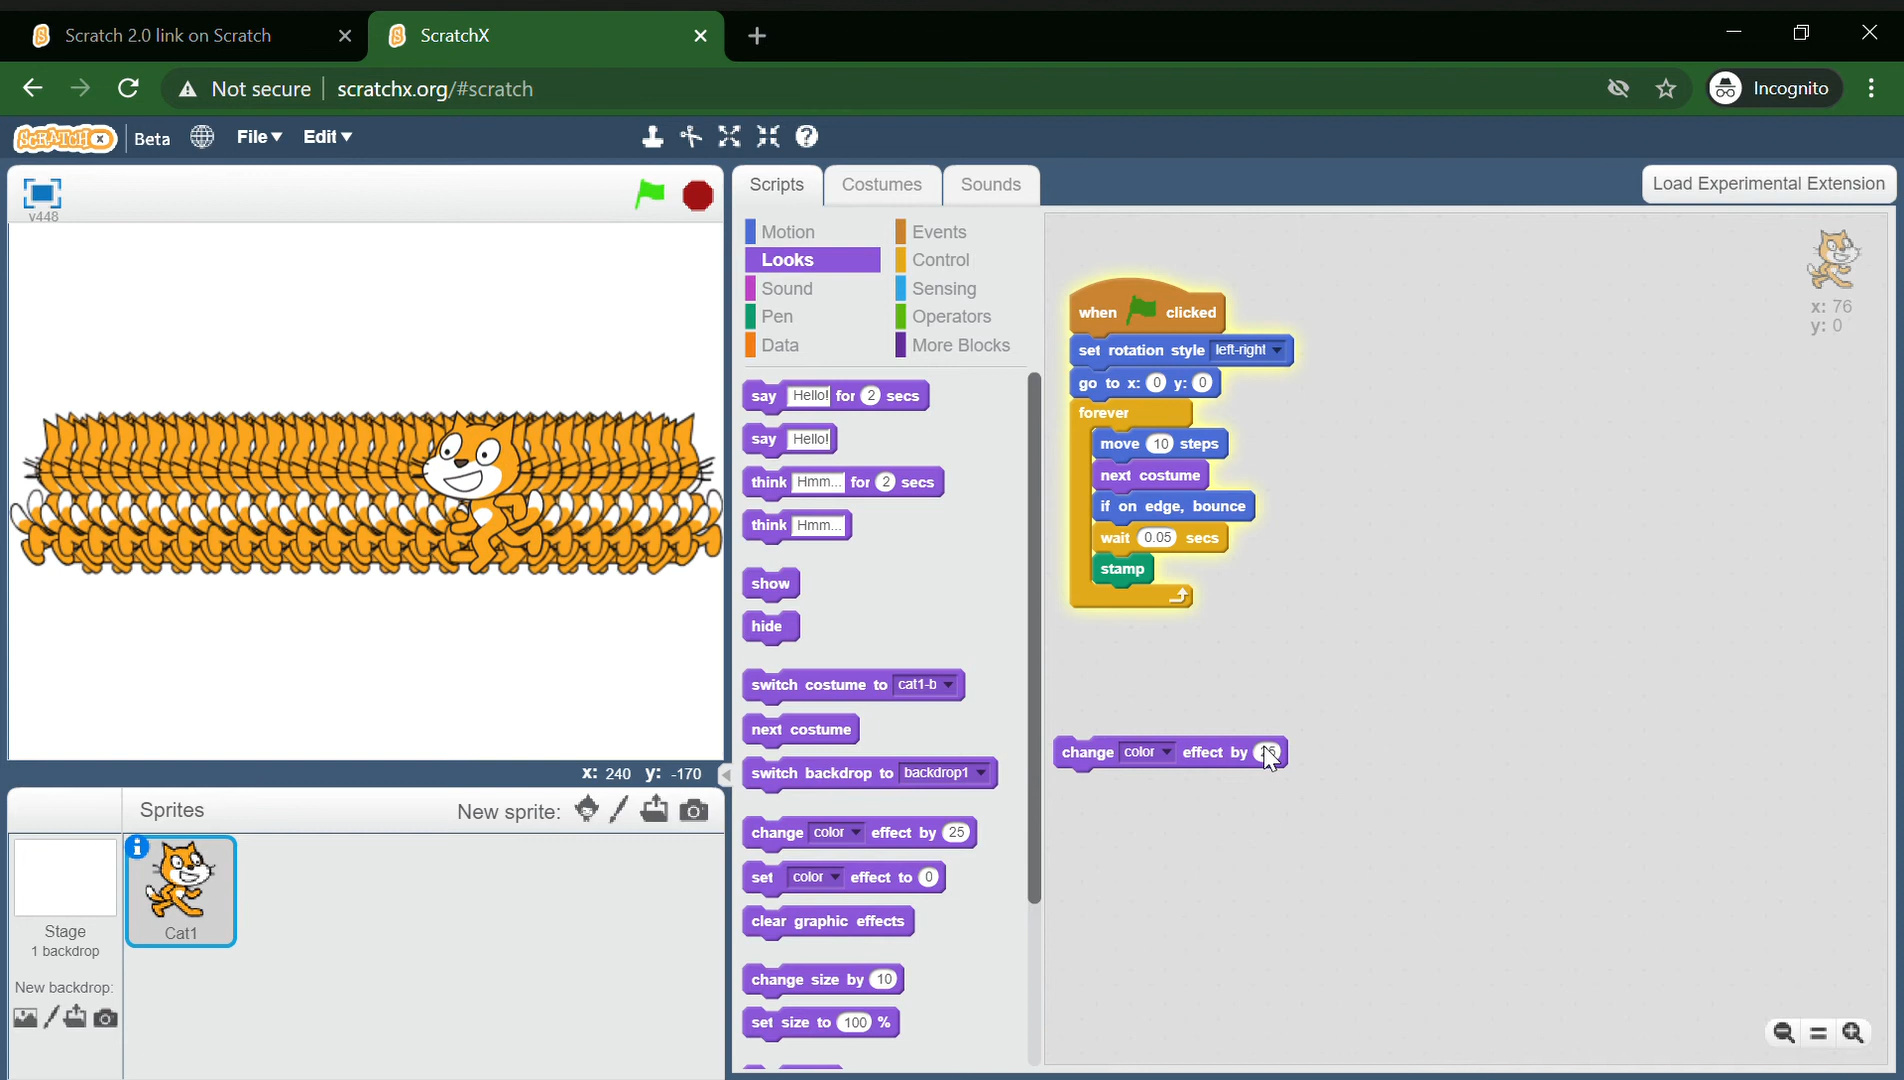 Scratch 2.0 link on Scratch
ScratchX
Not secure
scratchx.org/#scratch
Incognito
SCRATCH X
Beta
File
Edit
v448
Scripts
Costumes
Sounds
Load Experimental Extension
Motion
Events
Looks
Control
Sound
Sensing
Pen
Operators
Data
More Blocks
say Hello! for 2 secs
say Hello!
think Hmm... for 2 secs
think Hmm...
show
hide
switch costume to cat1-b
next costume
switch backdrop to backdrop1
change color effect by 25
set color effect to 0
clear graphic effects
change size by 10
set size to 100 %
when clicked
set rotation style left-right
go to x: 0 y: 0
forever
move 10 steps
next costume
if on edge, bounce
wait 0.05 secs
stamp
change color effect by
x: 76
y: 0
x: 240 y: -170
Sprites
New sprite:
Stage
1 backdrop
New backdrop:
Cat1